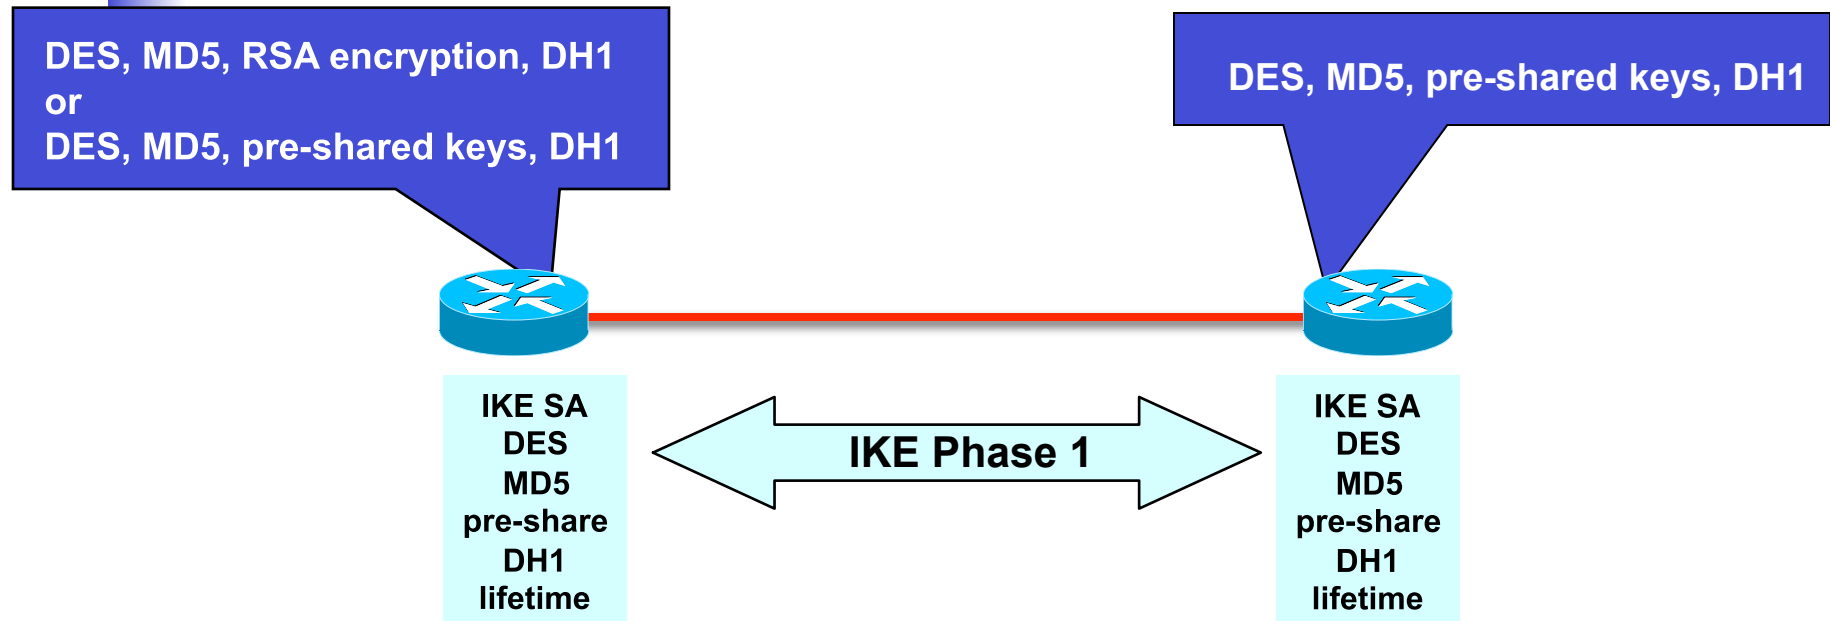 DES, MD5, RSA encryption, DH1
or
DES, MD5, pre-shared keys, DH1
DES, MD5, pre-shared keys, DH1
IKE SA
DES
MD5
pre-share
DH1
lifetime
IKE Phase 1
IKE SA
DES
MD5
pre-share
DH1
lifetime